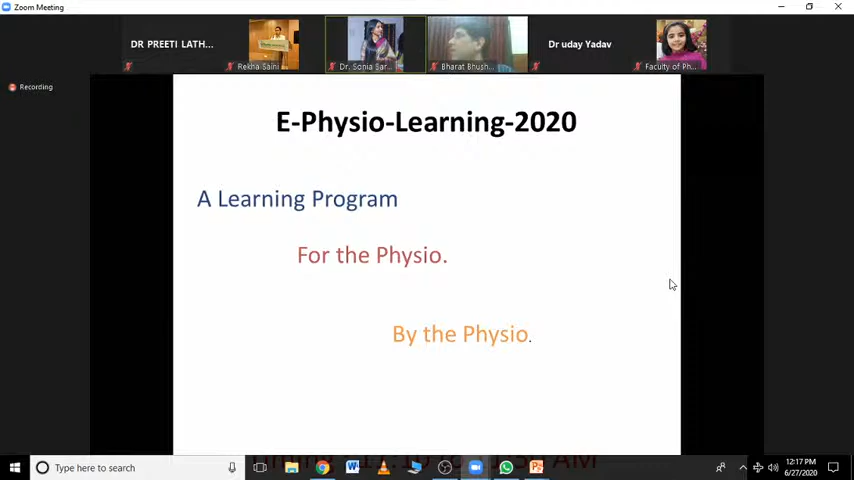 Zoom Meeting
DR PREETI LATH...
Rekha Saini
Dr. Sonia Sar...
Bharat Bhush...
Dr uday Yadav
Faculty of Ph...
Recording
E-Physio-Learning-2020
A Learning Program
For the Physio.
By the Physio.
Type here to search
12:17 PM
6/27/2020